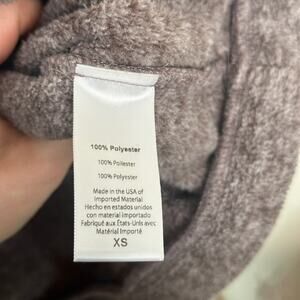 100% Polyester
100% Poliester
100% Polyester
Made in the USA of
Imported Material
Hecho en estados unidos
con material importado
Fabriqué aux États-Unis avec
Matérial Importé
XS